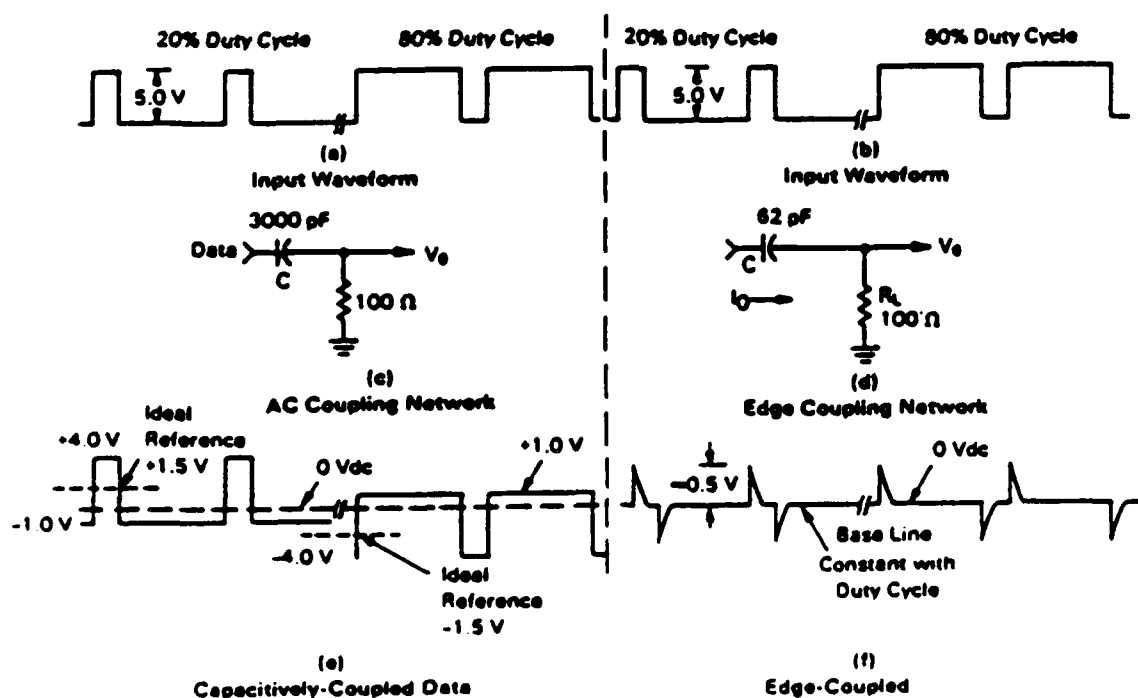 20% Duty Cycle
80% Duty Cycle
5.0 V
(a)
Input Waveform
20% Duty Cycle
80% Duty Cycle
5.0 V
(b)
Input Waveform
3000 pF
Data
C
Vo
100 Ω
(c)
AC Coupling Network
62 pF
C
Vo
IO
RL
100 Ω
(d)
Edge Coupling Network
Ideal
Reference
+4.0 V
+1.5 V
0 Vdc
+1.0 V
-1.0 V
-4.0 V
Ideal
Reference
-1.5 V
(e)
Capacitively-Coupled Data
0 Vdc
≈0.5 V
Base Line
Constant with
Duty Cycle
(f)
Edge-Coupled